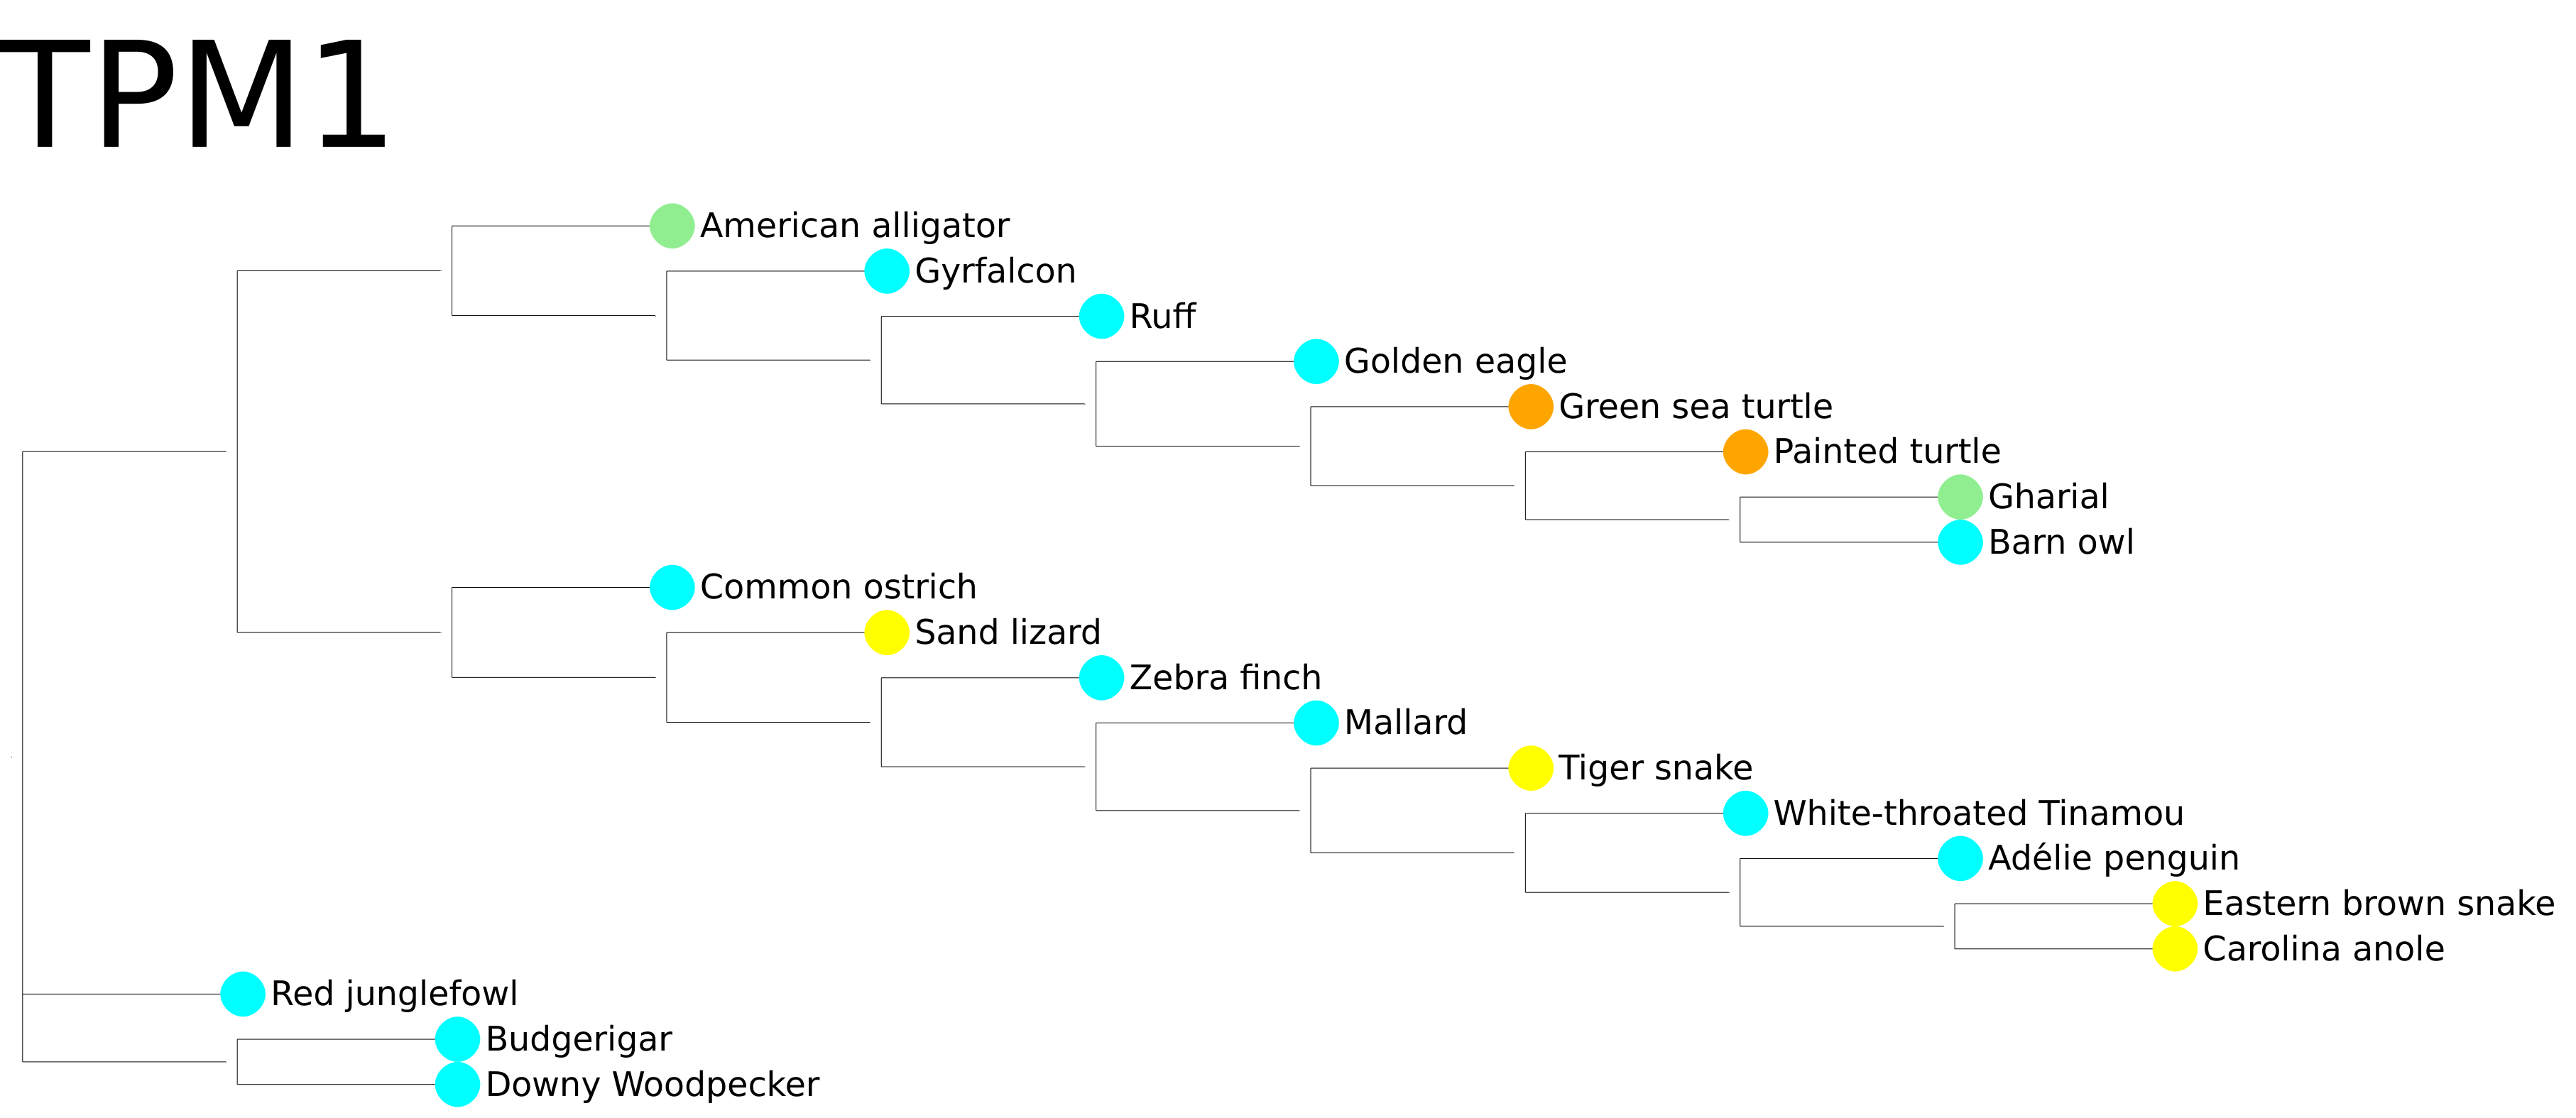 TPM1
American alligator
Gyrfalcon
Ruff
Golden eagle
Green sea turtle
Painted turtle
Gharial
Barn owl
Common ostrich
Sand lizard
Zebra finch
Mallard
Tiger snake
White-throated Tinamou
Adélie penguin
Eastern brown snake
Carolina anole
Red junglefowl
Budgerigar
Downy Woodpecker